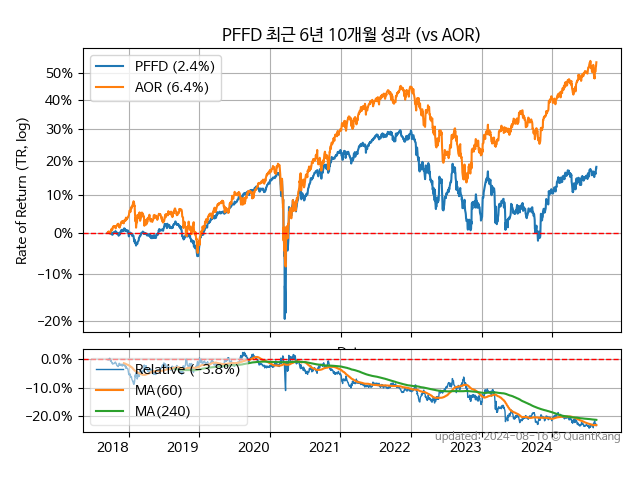 PFFD 최근 6년 10개월 성과 (vs AOR)
PFFD (2.4%)
AOR (6.4%)
Rate of Return (TR, log)
50%
40%
30%
20%
10%
0%
−10%
−20%
0.0%
−10.0%
−20.0%
Relative (−3.8%)
MA(60)
MA(240)
updated: 2024-08-16 © QuantKang
2018 2019 2020 2021 2022 2023 2024